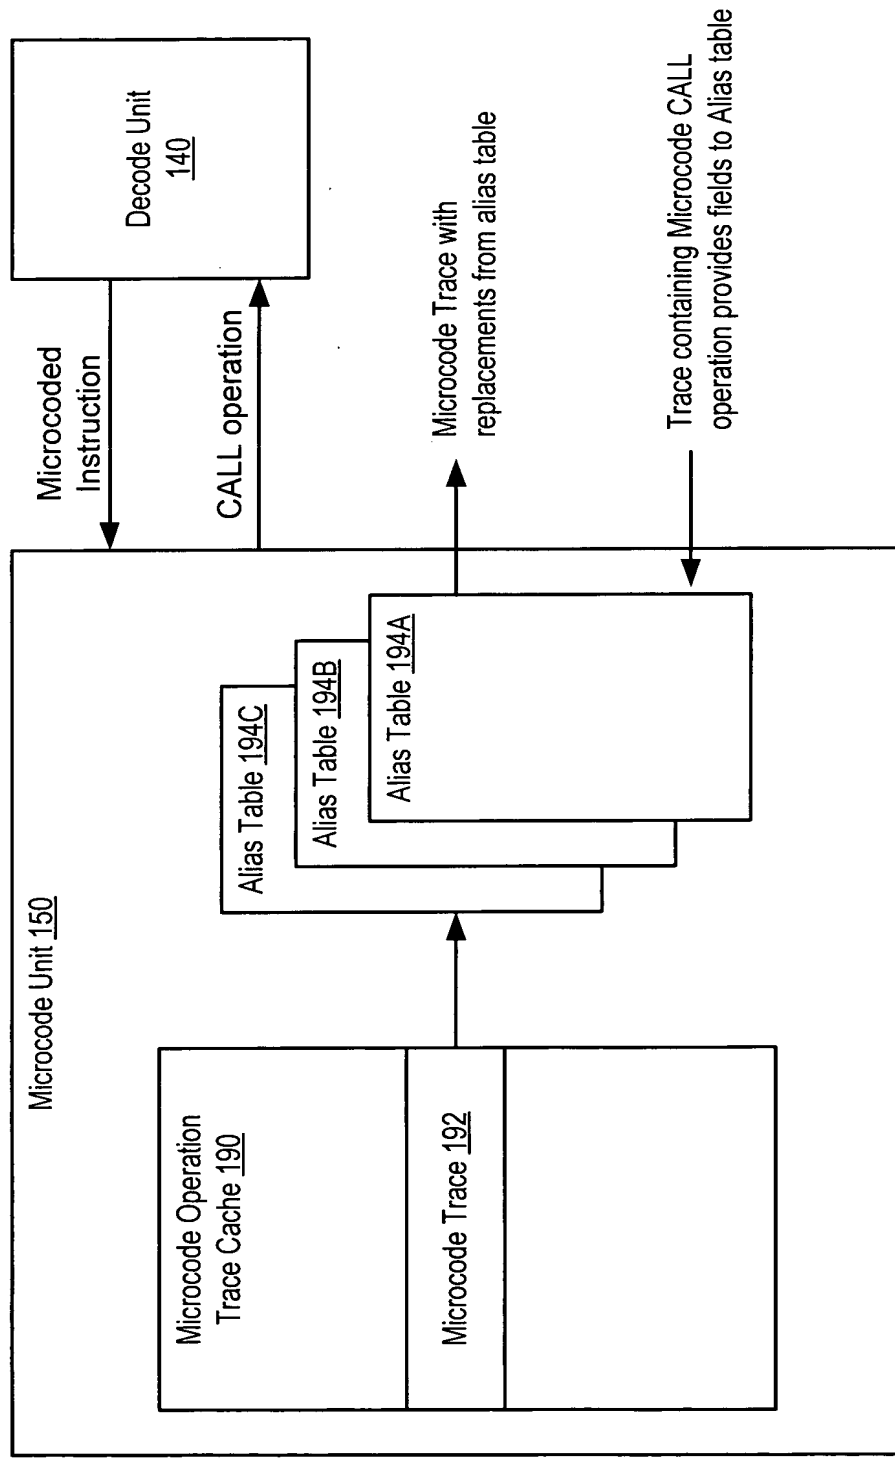 Microcode Unit 150
Microcode Operation
Trace Cache 190
Microcode Trace 192
Alias Table 194C
Alias Table 194B
Alias Table 194A
Microcoded
Instruction
CALL operation
Decode Unit
140
Microcode Trace with
replacements from alias table
Trace containing Microcode CALL
operation provides fields to Alias table